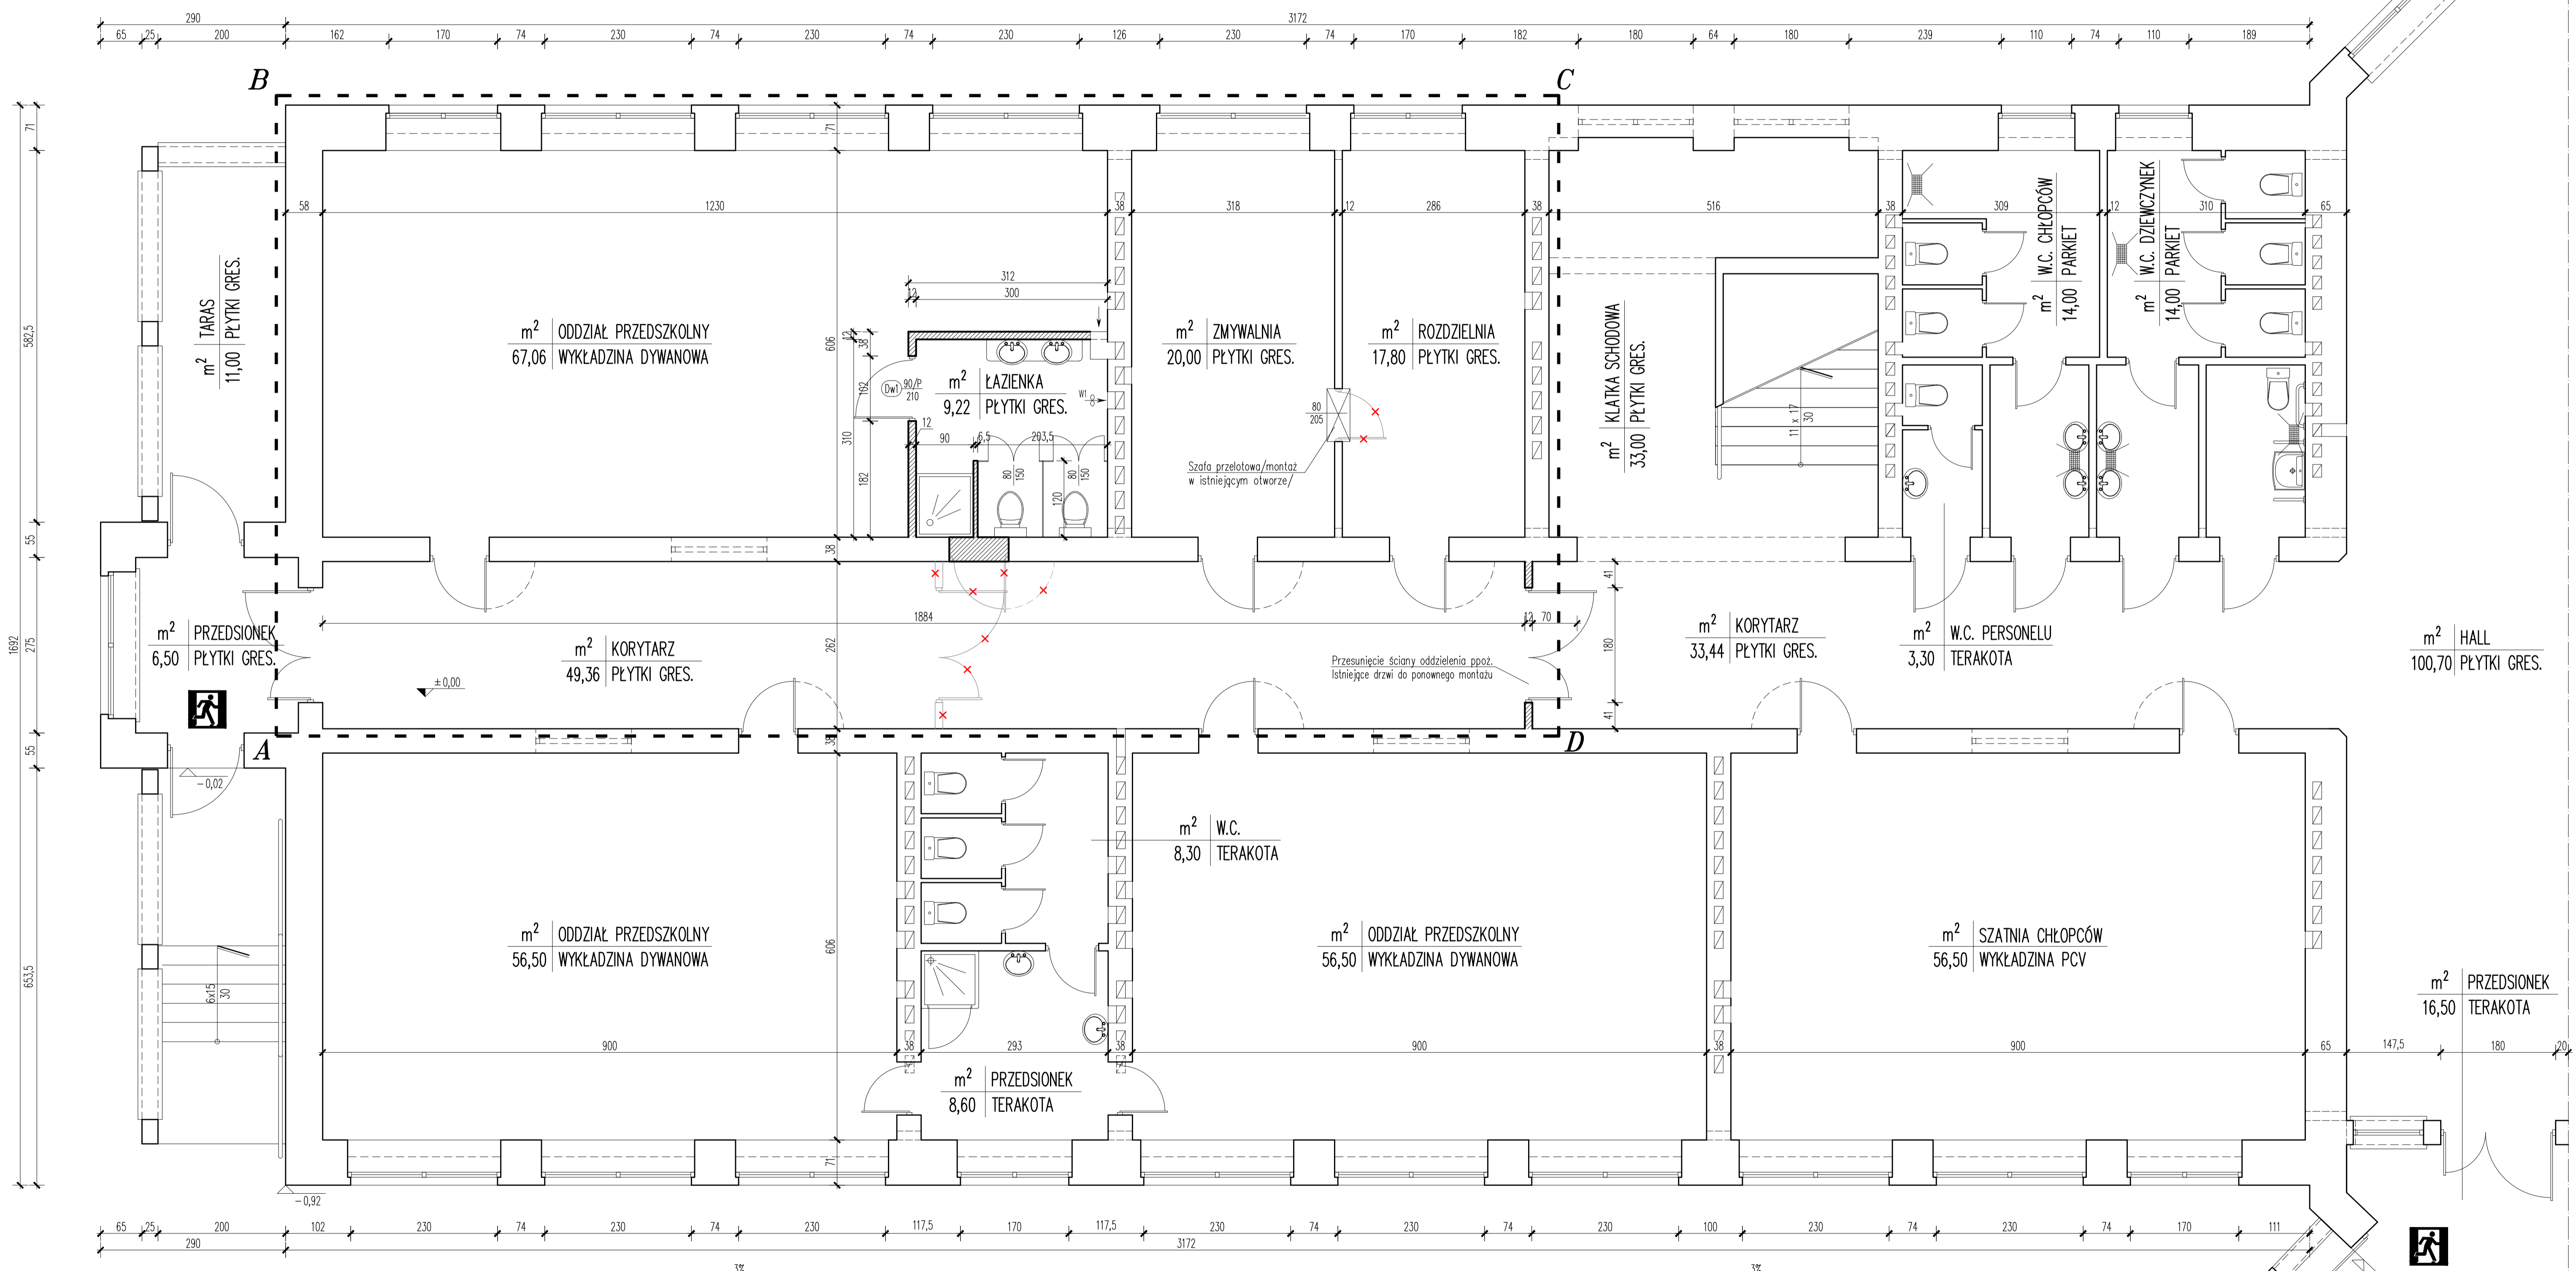 290
3172
65
25
200
162
170
74
230
74
230
74
230
126
230
74
170
182
180
64
180
239
110
74
110
189
B
C
71
71
58
1230
38
318
12
286
38
516
38
309
12
310
65
m² TARAS
11,00 PŁYTKI GRES.
m² ODDZIAŁ PRZEDSZKOLNY
67,06 WYKŁADZINA DYWANOWA
312
12
300
12
38
606
102
310
182
Dw1
90/P
210
m² ŁAZIENKA
9,22 PŁYTKI GRES.
W1
12
90
6,5
203,5
80
150
80
150
120
m² ZMYWALNIA
20,00 PŁYTKI GRES.
m² ROZDZIELNIA
17,80 PŁYTKI GRES.
80
205
Szafa przelotowa/montaż
w istniejącym otworze/
m² KLATKA SCHODOWA
33,00 PŁYTKI GRES.
11 x 17
30
m² W.C. CHŁOPCÓW
14,00 PARKIET
m² W.C. DZIEWCZYNEK
14,00 PARKIET
582,5
55
1692
275
55
653,5
38
1884
12
70
41
180
41
262
m² PRZEDSIONEK
6,50 PŁYTKI GRES.
m² KORYTARZ
49,36 PŁYTKI GRES.
±0,00
Przesunięcie ściany oddzielenia ppoż.
Istniejące drzwi do ponownego montażu
m² KORYTARZ
33,44 PŁYTKI GRES.
m² W.C. PERSONELU
3,30 TERAKOTA
m² HALL
100,70 PŁYTKI GRES.
A
D
38
-0,02
m² W.C.
8,30 TERAKOTA
m² ODDZIAŁ PRZEDSZKOLNY
56,50 WYKŁADZINA DYWANOWA
606
m² ODDZIAŁ PRZEDSZKOLNY
56,50 WYKŁADZINA DYWANOWA
m² SZATNIA CHŁOPCÓW
56,50 WYKŁADZINA PCV
m² PRZEDSIONEK
16,50 TERAKOTA
6x15
30
900
38
293
38
900
38
900
65
147,5
180
20
m² PRZEDSIONEK
8,60 TERAKOTA
71
-0,92
65
25
200
102
230
74
230
74
230
117,5
170
117,5
230
74
230
74
230
100
230
74
230
74
170
111
290
3172
3%
3%